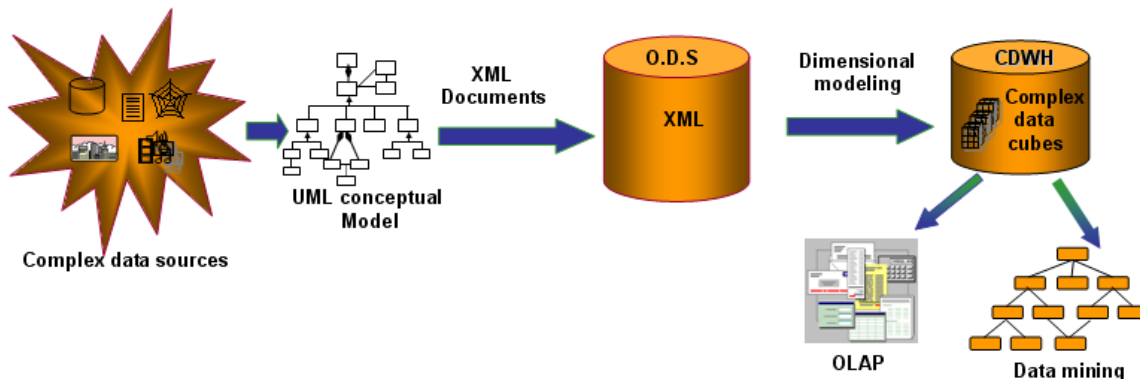 Complex data sources
UML conceptual
Model
XML
Documents
O.D.S
XML
Dimensional
modeling
CDWH
Complex
data
cubes
OLAP
Data mining